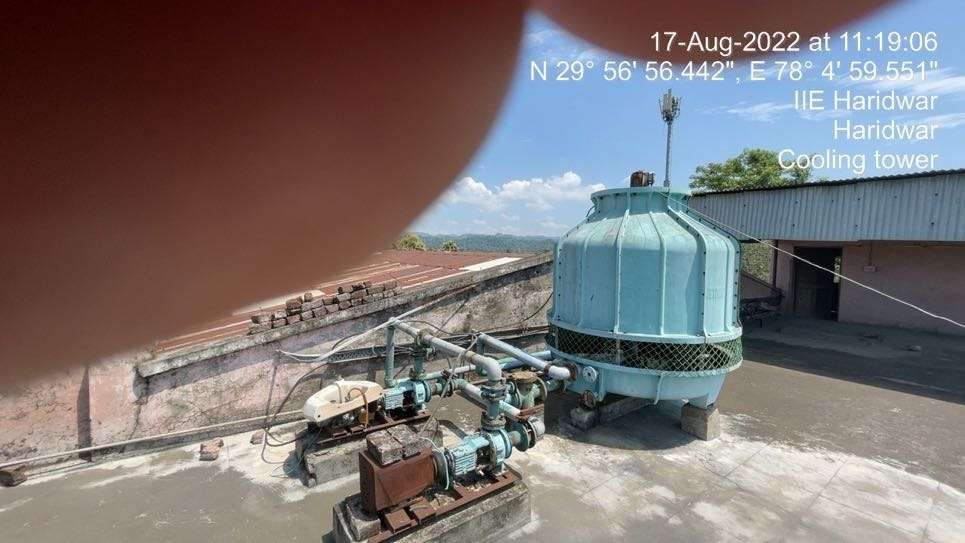 17-Aug-2022 at 11:19:06
N 29° 56' 56.442", E 78° 4' 59.551"
IIE Haridwar
Haridwar
Cooling tower